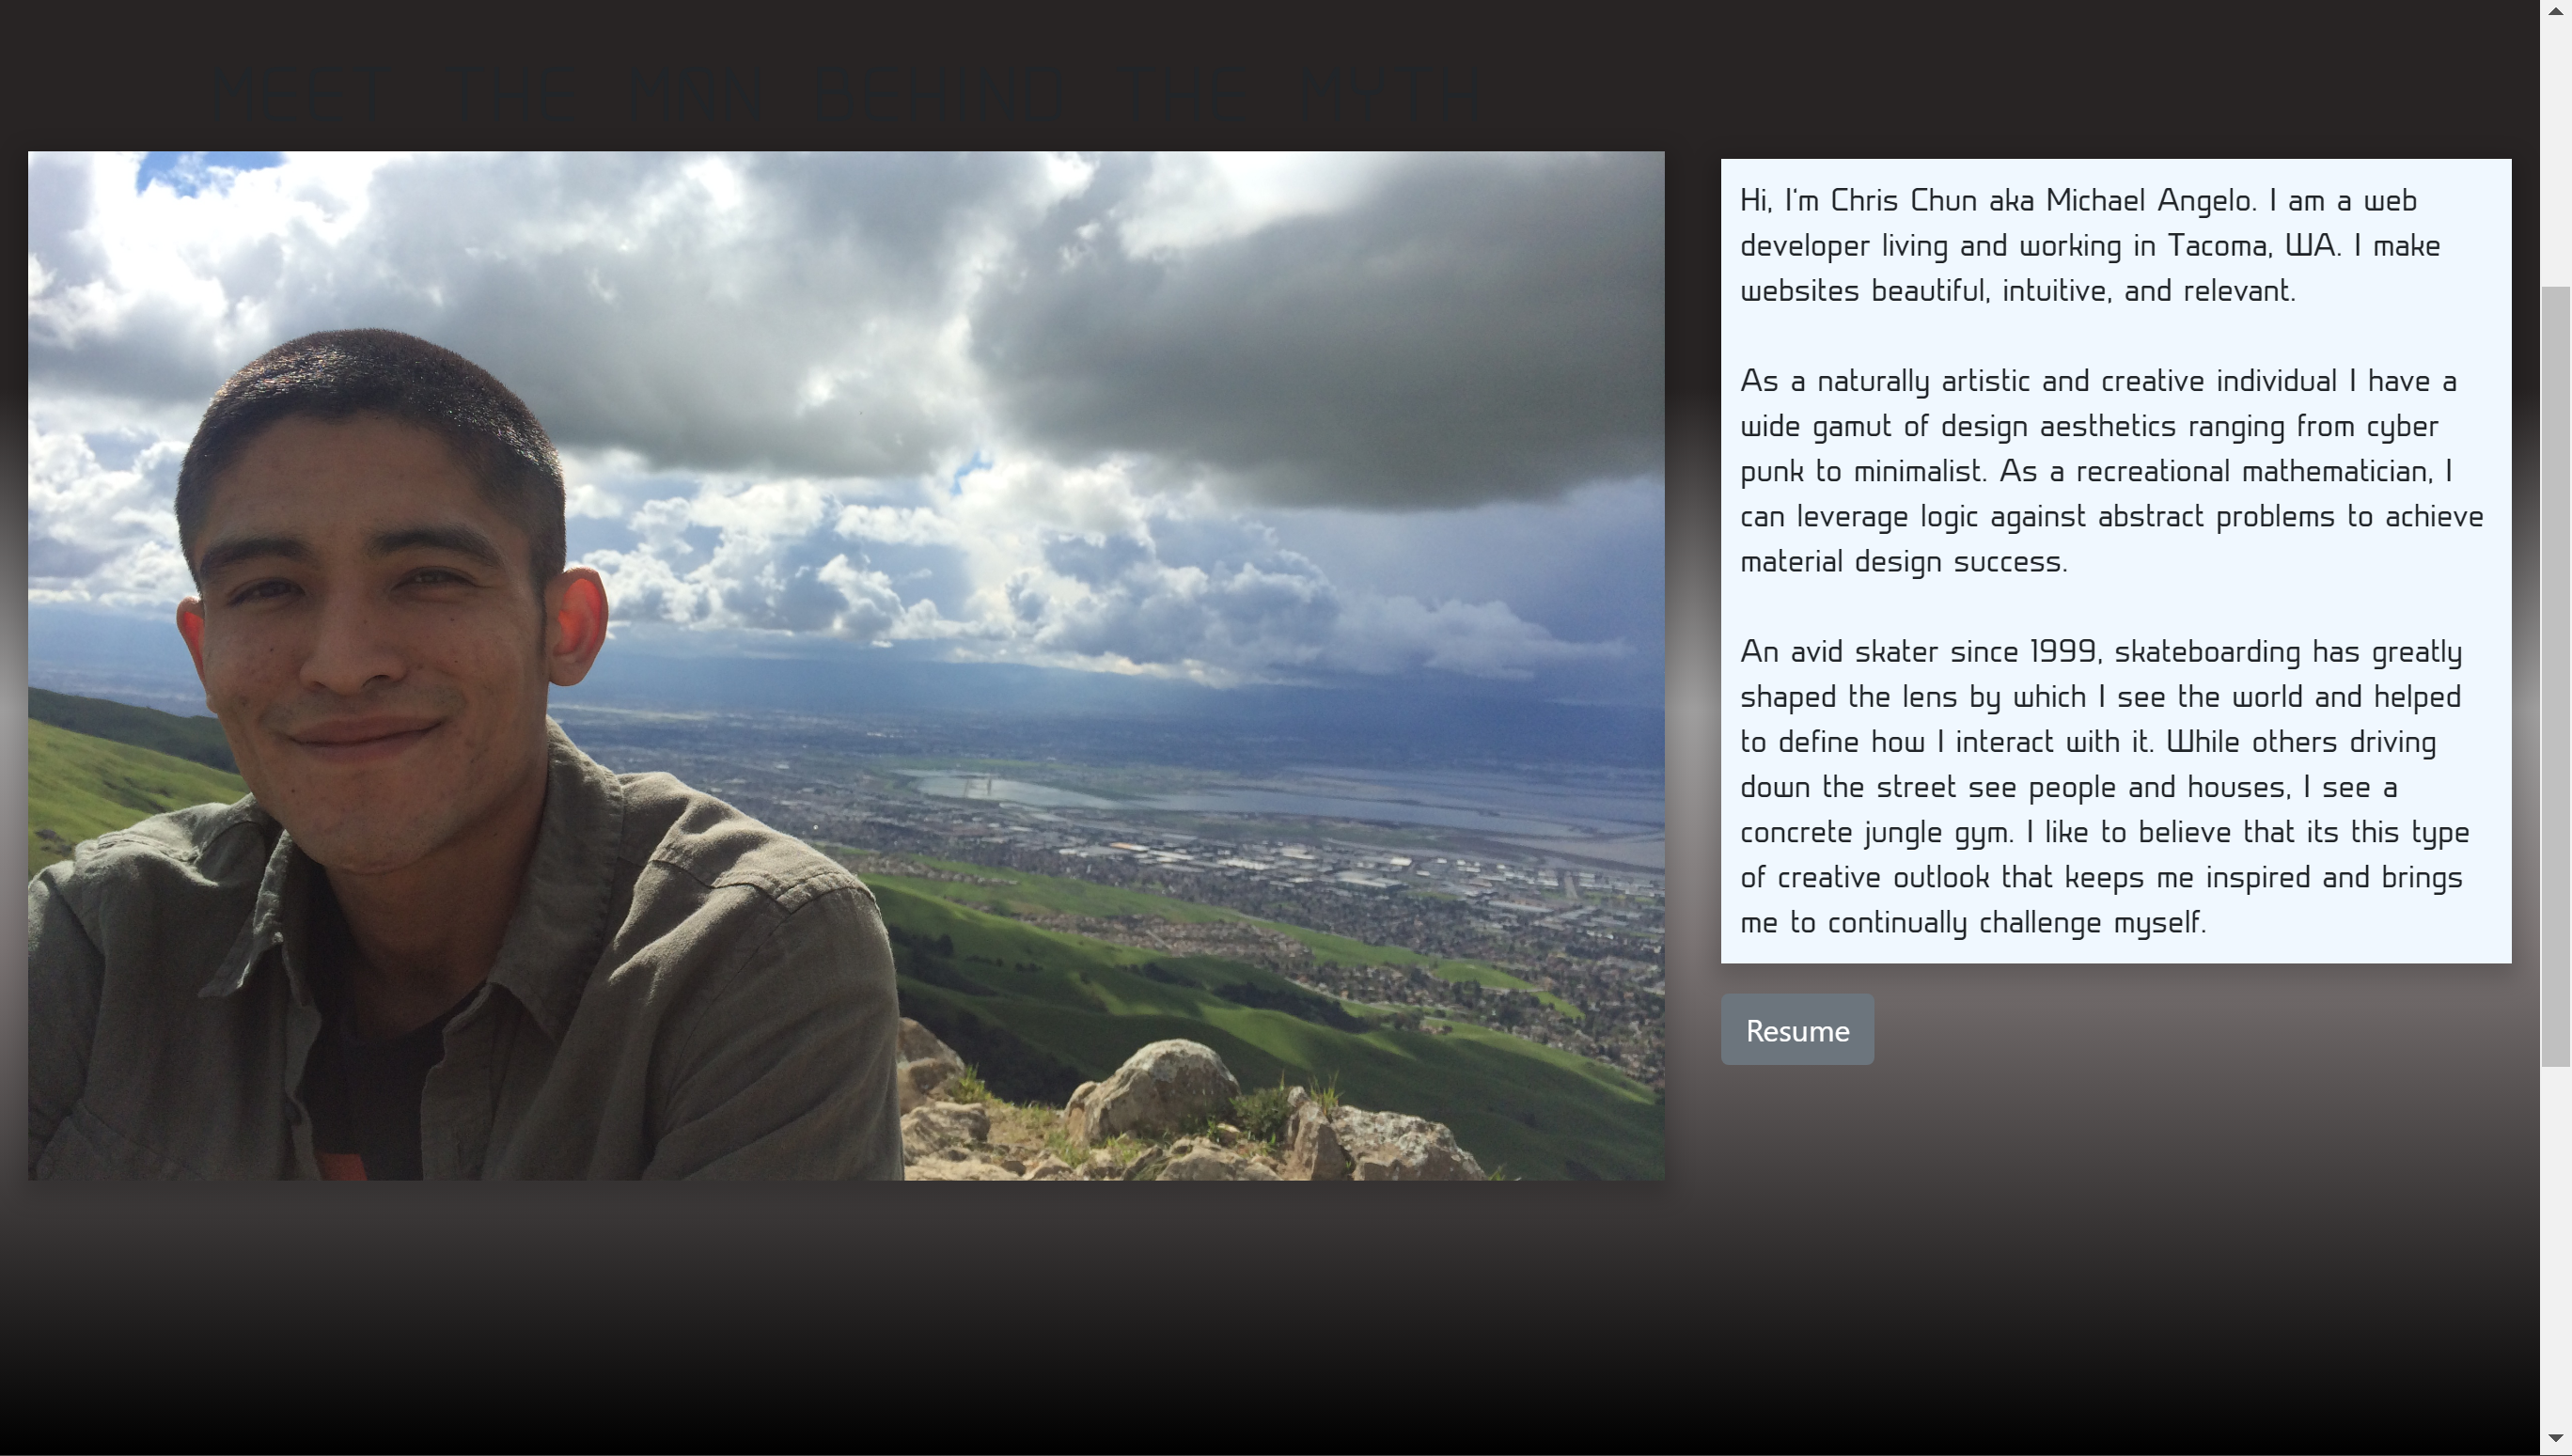 MEET THE MAN BEHIND THE MYTH
Hi, I'm Chris Chun aka Michael Angelo. I am a web
developer living and working in Tacoma, WA. I make
websites beautiful, intuitive, and relevant.
As a naturally artistic and creative individual I have a
wide gamut of design aesthetics ranging from cyber
punk to minimalist. As a recreational mathematician, I
can leverage logic against abstract problems to achieve
material design success.
An avid skater since 1999, skateboarding has greatly
shaped the lens by which I see the world and helped
to define how I interact with it. While others driving
down the street see people and houses, I see a
concrete jungle gym. I like to believe that its this type
of creative outlook that keeps me inspired and brings
me to continually challenge myself.
Resume